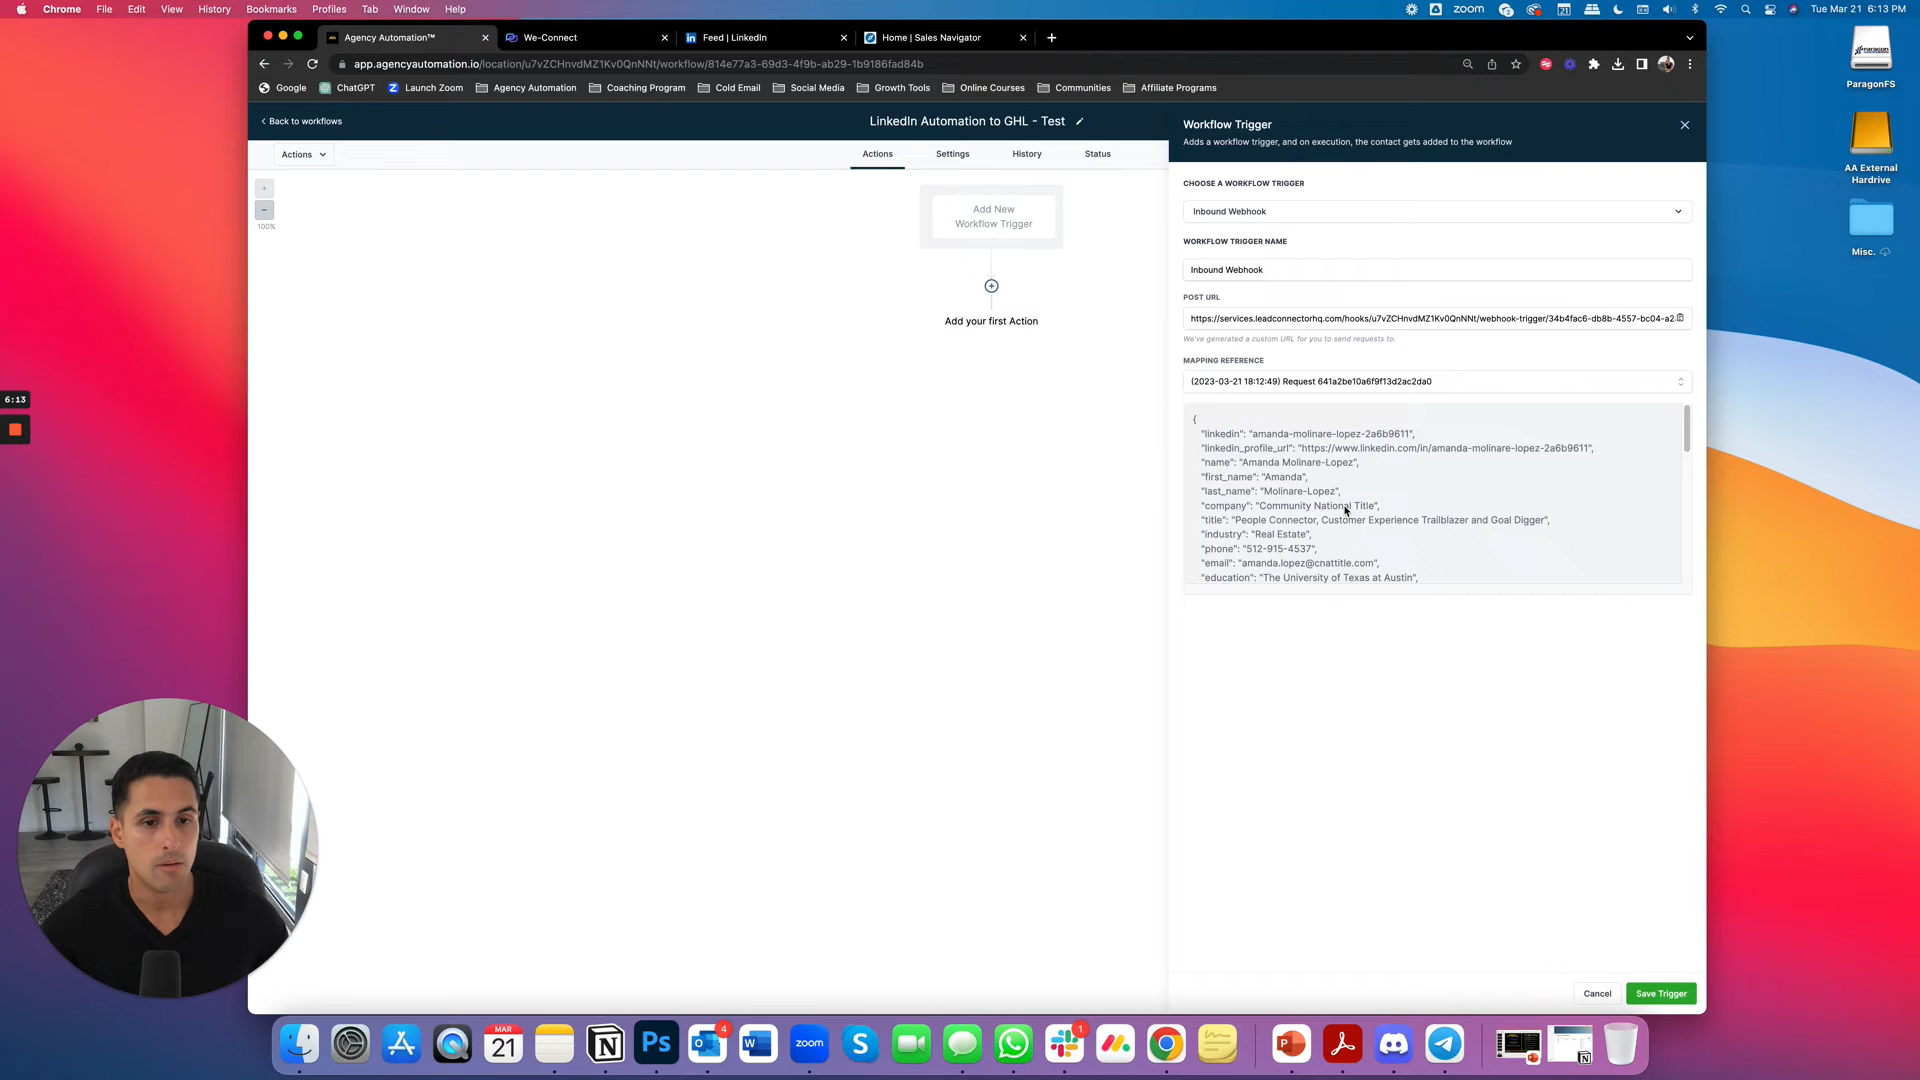 Chrome File Edit View History Bookmarks Profiles Tab Window Help
zoom Tue Mar 21 6:13 PM
Agency Automation™ We-Connect Feed | LinkedIn Home | Sales Navigator
app.agencyautomation.io/location/u7vZCHnvdMZ1Kv0QnNNt/workflow/814e77a3-69d3-4f9b-ab29-1b9186fad84b
Google ChatGPT Launch Zoom Agency Automation Coaching Program Cold Email Social Media Growth Tools Online Courses Communities Affiliate Programs
Back to workflows
LinkedIn Automation to GHL - Test
Actions
Actions Settings History Status
100%
Add New
Workflow Trigger
Add your first Action
Workflow Trigger
Adds a workflow trigger, and on execution, the contact gets added to the workflow
CHOOSE A WORKFLOW TRIGGER
Inbound Webhook
WORKFLOW TRIGGER NAME
Inbound Webhook
POST URL
https://services.leadconnectorhq.com/hooks/u7vZCHnvdMZ1Kv0QnNNt/webhook-trigger/34b4fac6-db8b-4557-bc04-a2
We've generated a custom URL for you to send requests to.
MAPPING REFERENCE
(2023-03-21 18:12:49) Request 641a2be10a6f9f13d2ac2da0
{
"linkedin": "amanda-molinare-lopez-2a6b9611",
"linkedin_profile_url": "https://www.linkedin.com/in/amanda-molinare-lopez-2a6b9611",
"name": "Amanda Molinare-Lopez",
"first_name": "Amanda",
"last_name": "Molinare-Lopez",
"company": "Community National Title",
"title": "People Connector, Customer Experience Trailblazer and Goal Digger",
"industry": "Real Estate",
"phone": "512-915-4537",
"email": "amanda.lopez@cnattitle.com",
"education": "The University of Texas at Austin",
Cancel
Save Trigger
ParagonFS
AA External
Hardrive
Misc.
6:13
MAR
21
Ps
4
zoom
1